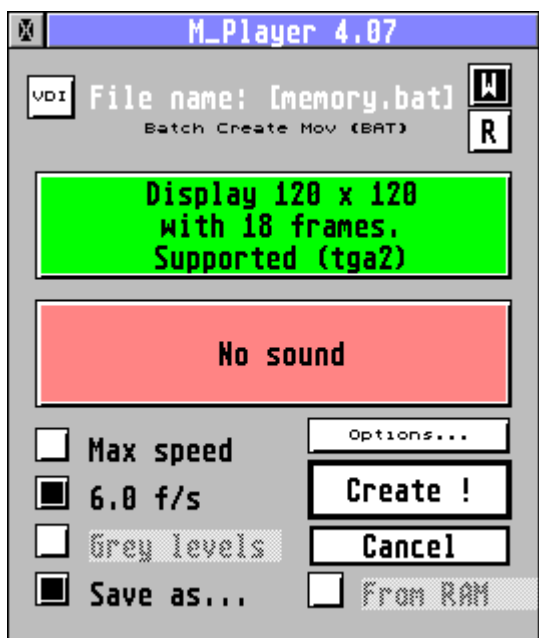 M_Player 4.07
VDI File name: [memory.bat] W
Batch Create Mov (BAT) R
Display 120 x 120
with 18 frames.
Supported (tga2)
No sound
Max speed
Options...
6.0 f/s
Create !
Grey levels
Cancel
Save as...
From RAM